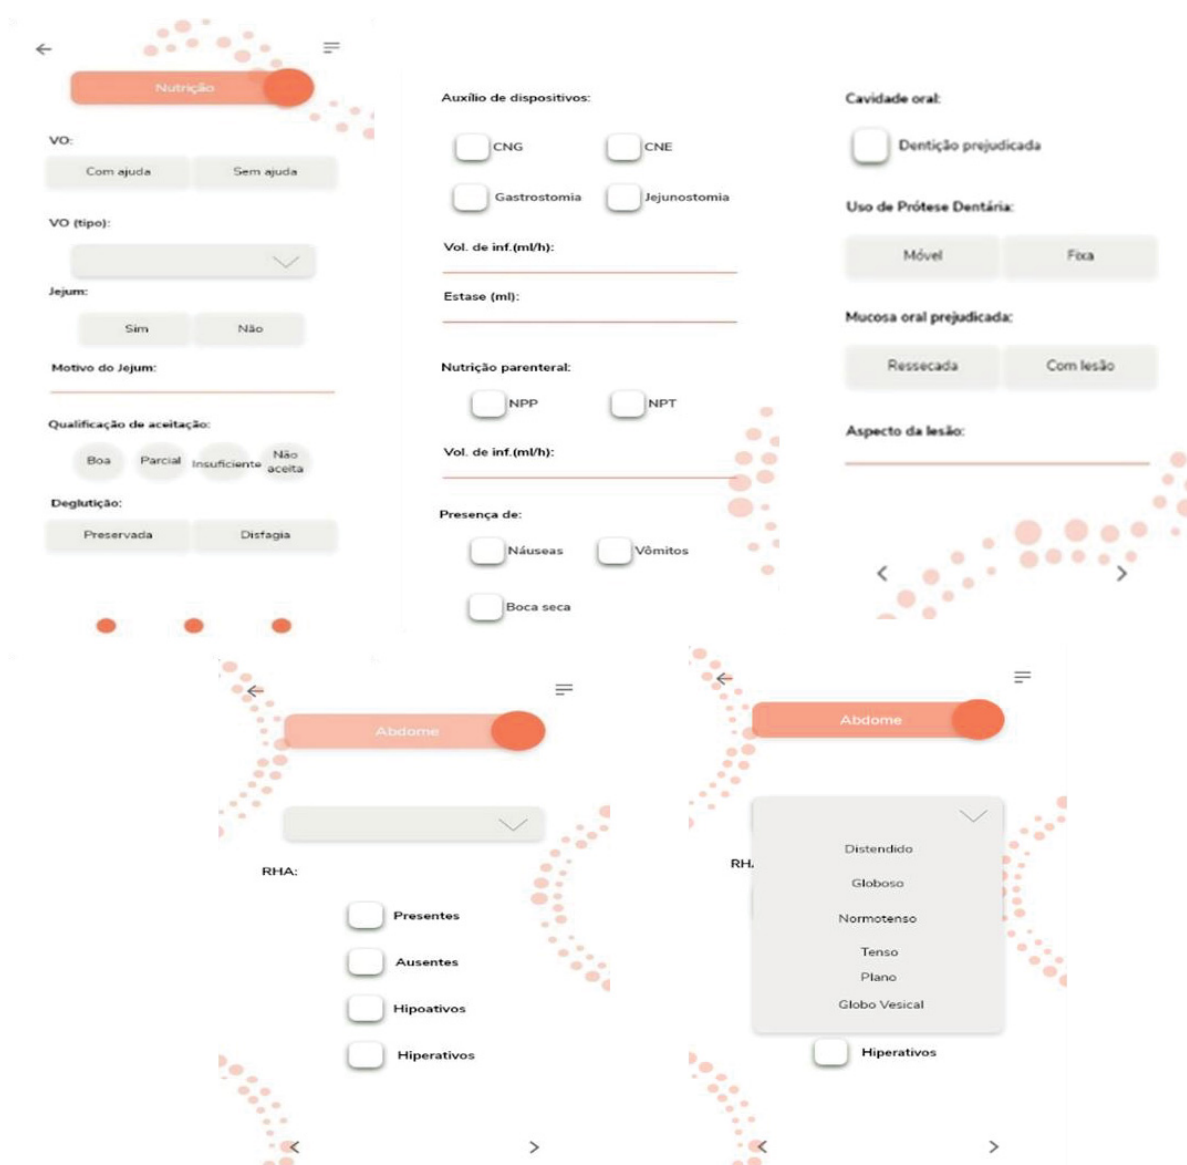 Nutrição
VO:
Com ajuda Sem ajuda
VO (tipo):
Jejum:
Sim Não
Motivo do Jejum:
Qualificação de aceitação:
Boa Parcial Insuficiente Não aceita
Deglutição:
Preservada Disfagia
Auxílio de dispositivos:
CNG CNE
Gastrostomia Jejunostomia
Vol. de inf.(ml/h):
Estase (ml):
Nutrição parenteral:
NPP NPT
Vol. de inf.(ml/h):
Presença de:
Náuseas Vômitos
Boca seca
Cavidade oral:
Dentição prejudicada
Uso de Prótese Dentária:
Móvel Fixa
Mucosa oral prejudicada:
Ressecada Com lesão
Aspecto da lesão:
Abdome
RHA:
Presentes
Ausentes
Hipoativos
Hiperativos
Abdome
Distendido
RH
Globoso
Normotenso
Tenso
Plano
Globo Vesical
Hiperativos